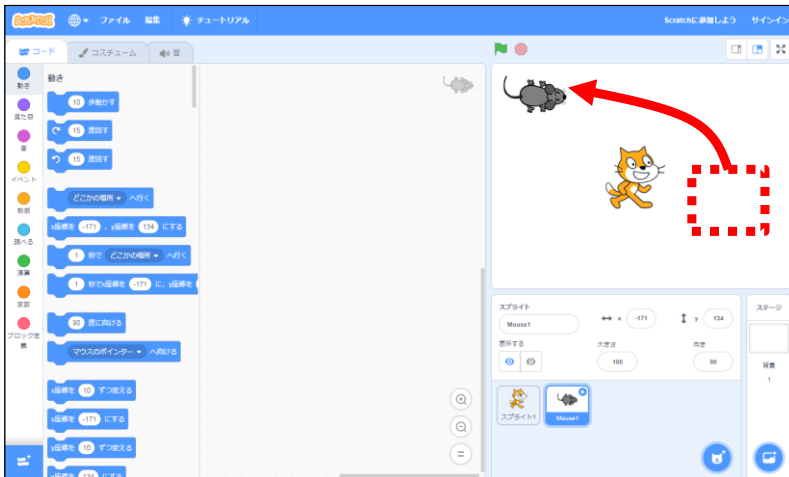 SCRATCH ファイル 編集 チュートリアル Scratchに参加しよう サインイン
コード コスチューム 音
動き
見た目
音
イベント
制御
調べる
演算
変数
ブロック定義
動き
10 歩動かす
15 度回す
15 度回す
どこかの場所 へ行く
x座標を -171 、y座標を 134 にする
1 秒で どこかの場所 へ行く
1 秒でx座標を -171 に、y座標を
90 度に向ける
マウスのポインター へ向ける
x座標を 10 ずつ変える
x座標を -171 にする
y座標を 10 ずつ変える
y座標を 134 にする
スプライト
Mouse1
x -171
y 134
表示する
大きさ
100
向き
90
スプライト1
Mouse1
ステージ
背景
1